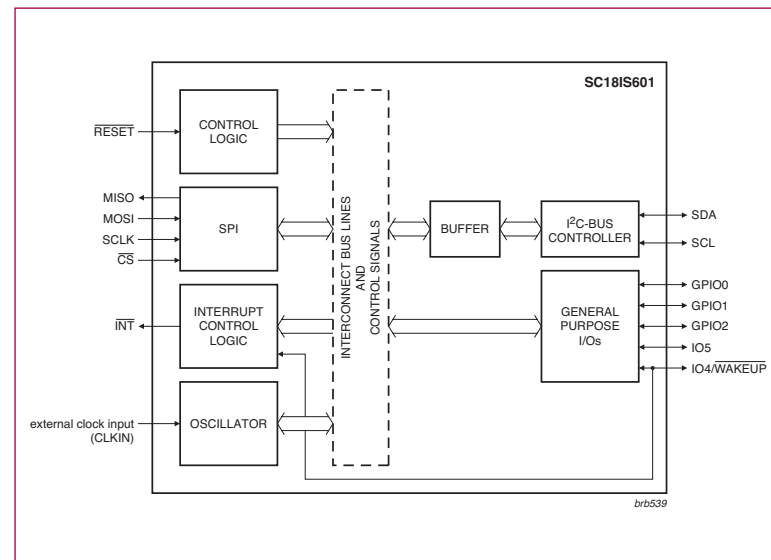 SC18IS601
RESET
CONTROL
LOGIC
MISO
MOSI
SCLK
CS
SPI
INT
INTERRUPT
CONTROL
LOGIC
external clock input
(CLKIN)
OSCILLATOR
INTERCONNECT BUS LINES
AND
CONTROL SIGNALS
BUFFER
I²C-BUS
CONTROLLER
SDA
SCL
GENERAL
PURPOSE
I/Os
GPIO0
GPIO1
GPIO2
IO5
IO4/WAKEUP
brb539